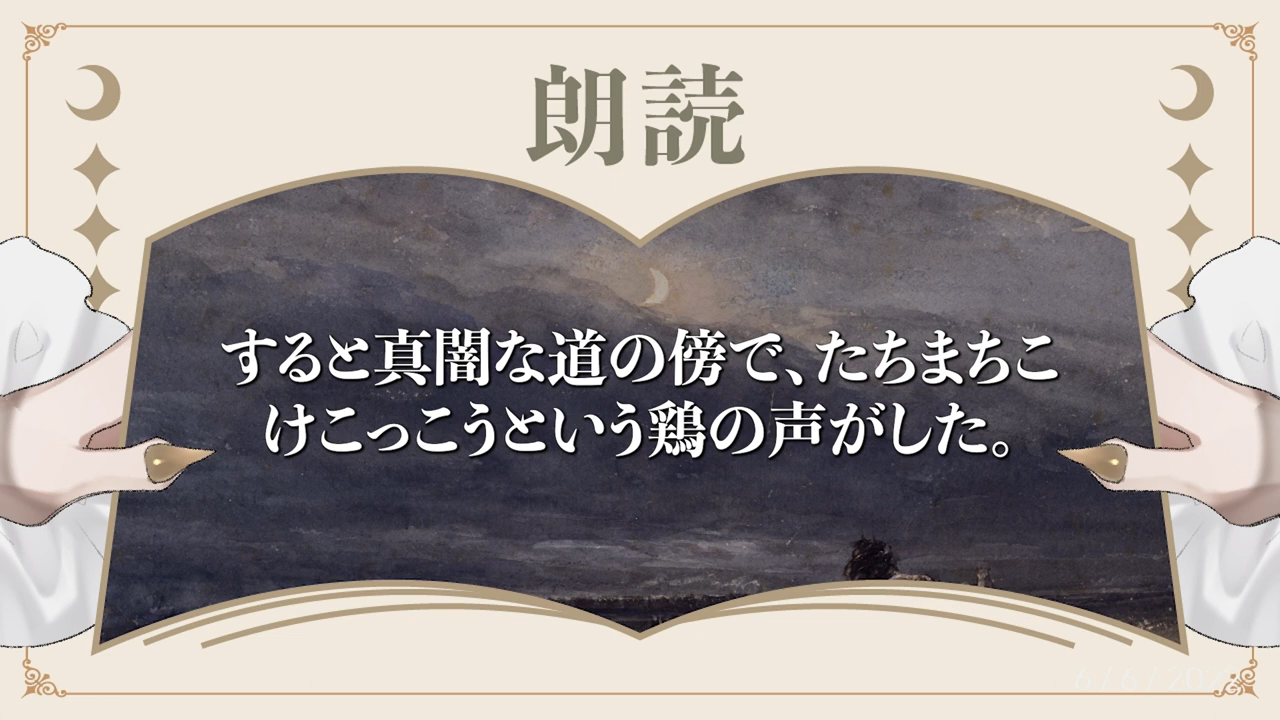 朗読
すると真闇な道の傍で、たちまちこ
けこっこうという鶏の声がした。